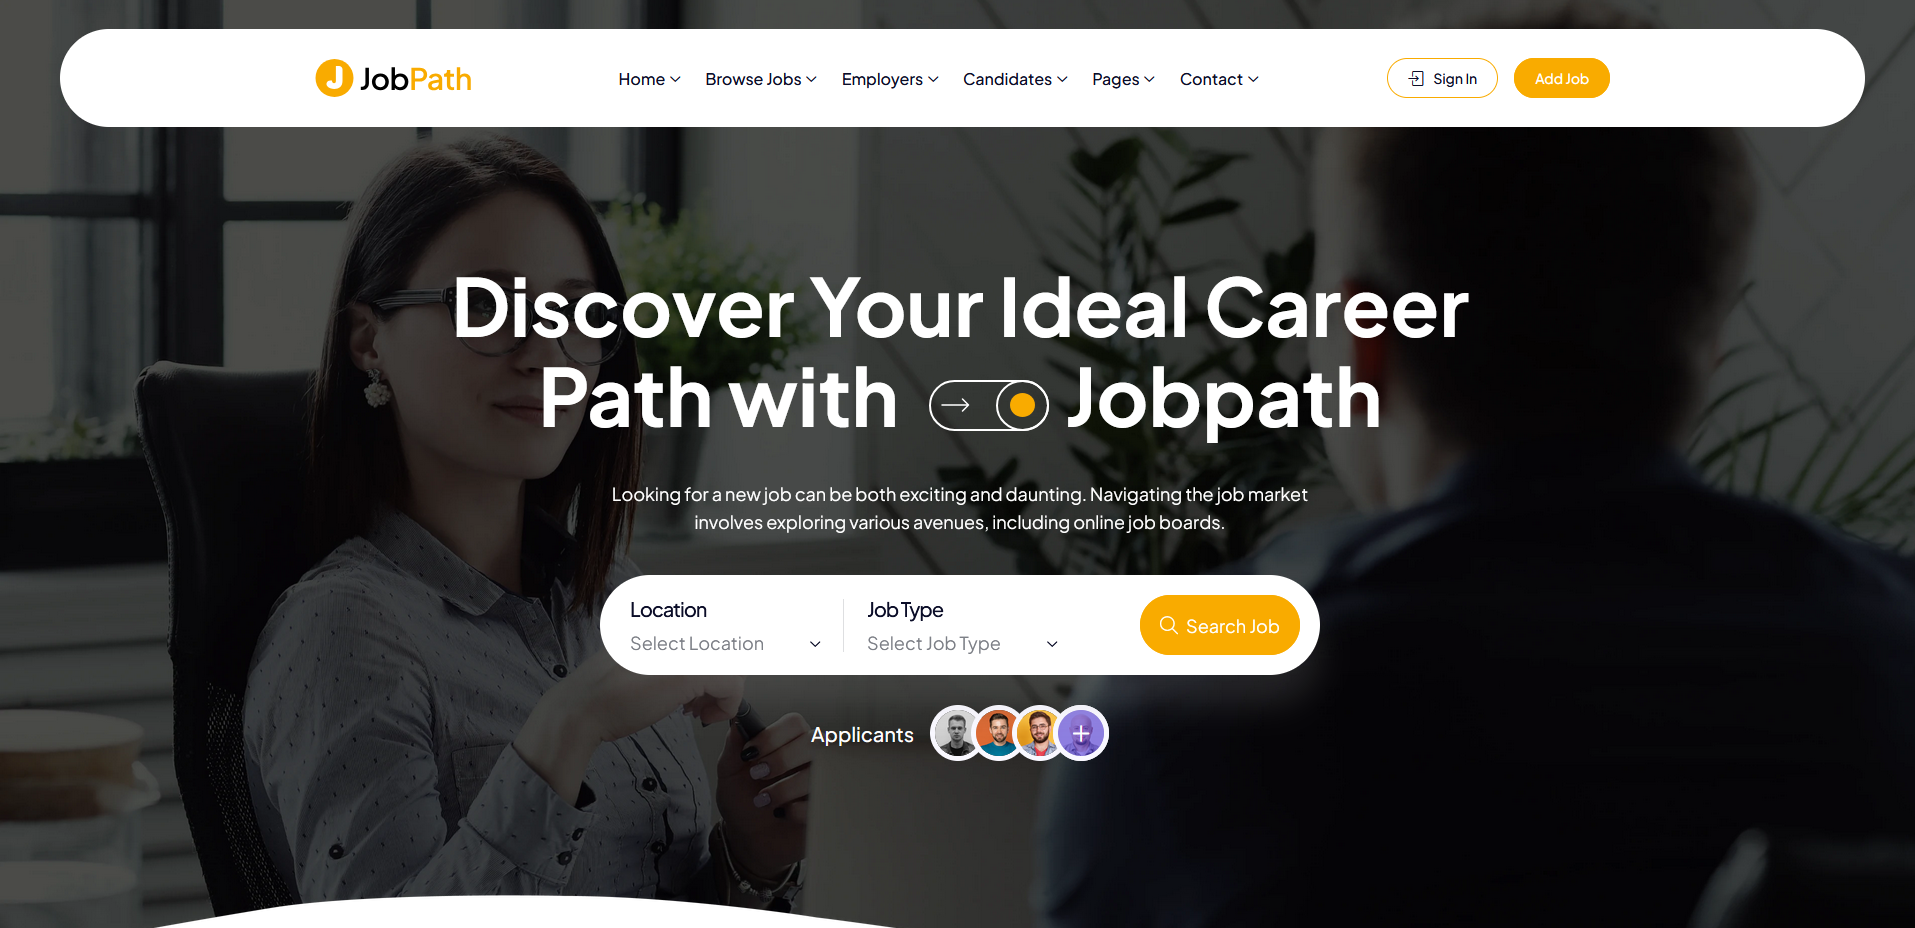 JobPath
Home
Browse Jobs
Employers
Candidates
Pages
Contact
Sign In
Add Job
Discover Your Ideal Career
Path with Jobpath
Looking for a new job can be both exciting and daunting. Navigating the job market
involves exploring various avenues, including online job boards.
Location
Select Location
Job Type
Select Job Type
Search Job
Applicants